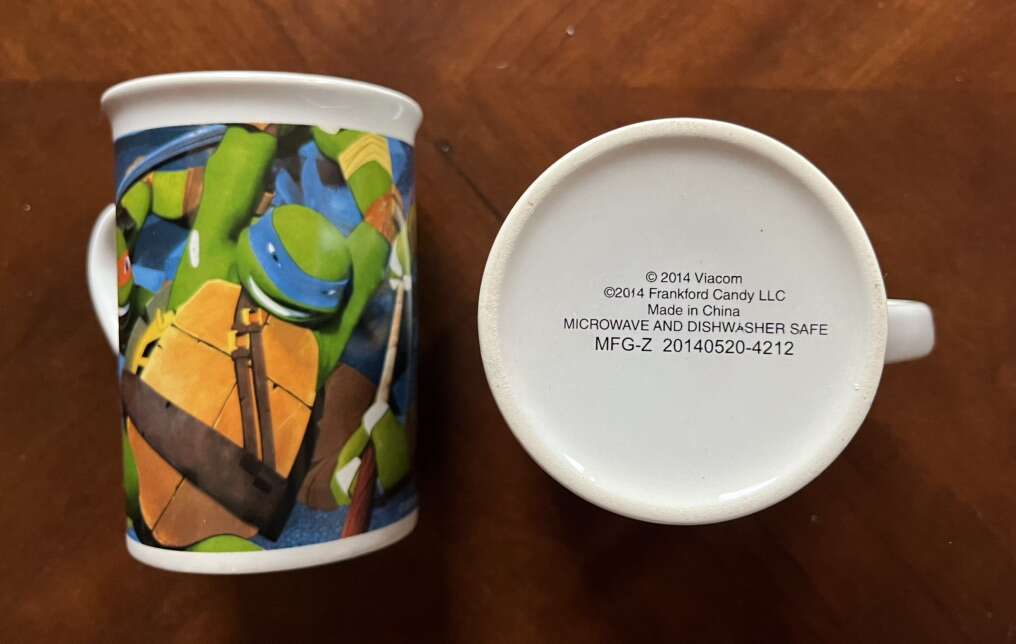 © 2014 Viacom
©2014 Frankford Candy LLC
Made in China
MICROWAVE AND DISHWASHER SAFE
MFG-Z 20140520-4212